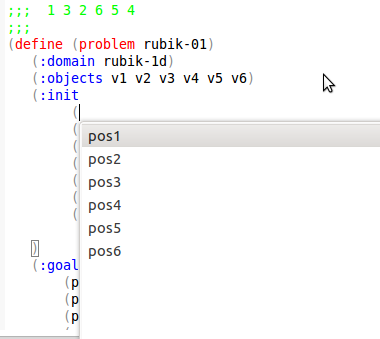 ;;; 1 3 2 6 5 4
;;;
(define (problem rubik-01)
(:domain rubik-1d)
(:objects v1 v2 v3 v4 v5 v6)
(:init
(
(
pos1
(
pos2
(
pos3
(
pos4
(
pos5
(
pos6
)
(:goal
(p
(p
(p